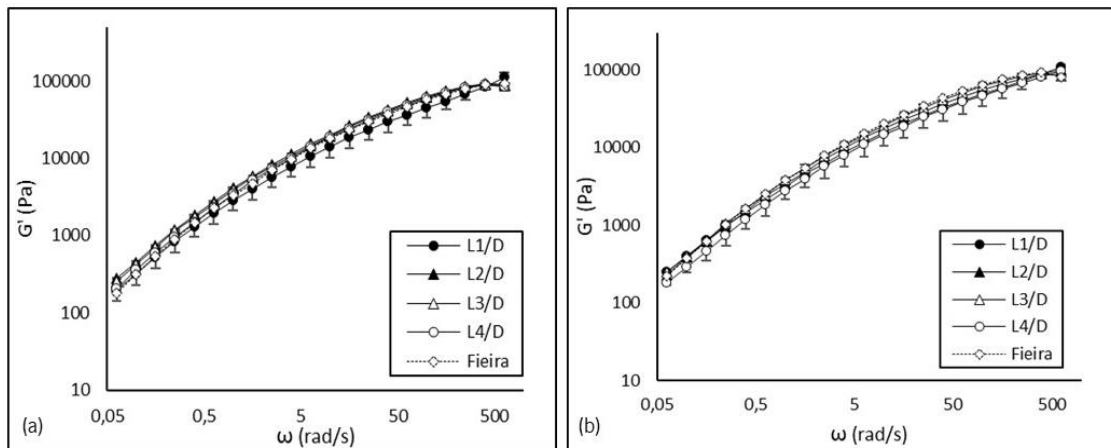 100000
10000
1000
100
10
G' (Pa)
L1/D
L2/D
L3/D
L4/D
Fieira
0,05
0,5
5
50
500
(a)
ω (rad/s)
100000
10000
1000
100
10
G' (Pa)
L1/D
L2/D
L3/D
L4/D
Fieira
0,05
0,5
5
50
500
(b)
ω (rad/s)